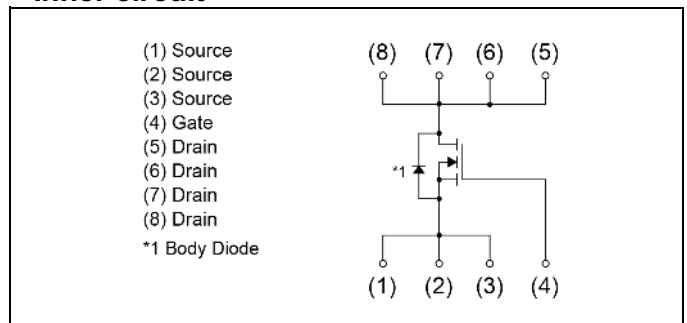 Inner circuit
(1) Source
(2) Source
(3) Source
(4) Gate
(5) Drain
(6) Drain
(7) Drain
(8) Drain
*1 Body Diode
(8) (7) (6) (5)
*1
(1) (2) (3) (4)